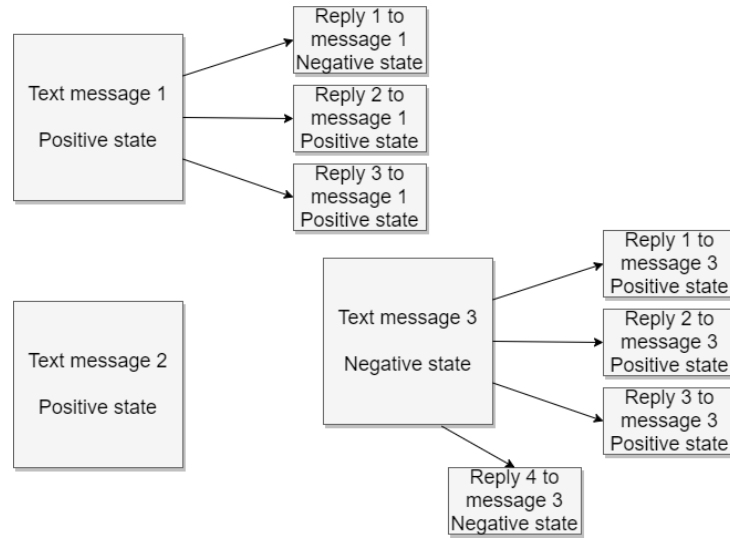 Text message 1
Positive state
Reply 1 to
message 1
Negative state
Reply 2 to
message 1
Positive state
Reply 3 to
message 1
Positive state
Text message 2
Positive state
Text message 3
Negative state
Reply 1 to
message 3
Positive state
Reply 2 to
message 3
Positive state
Reply 3 to
message 3
Positive state
Reply 4 to
message 3
Negative state